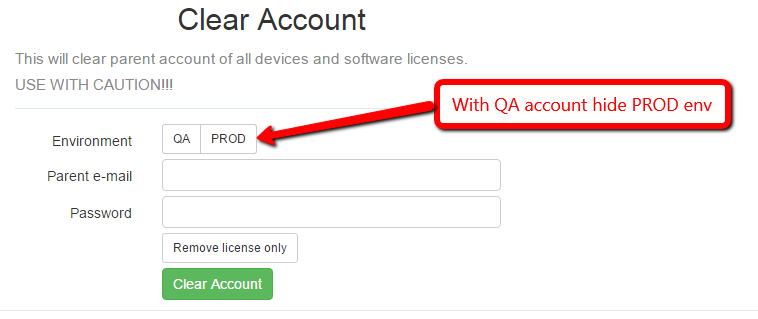 Clear Account
This will clear parent account of all devices and software licenses.
USE WITH CAUTION!!!
With QA account hide PROD env
Environment QA PROD
Parent e-mail
Password
Remove license only
Clear Account